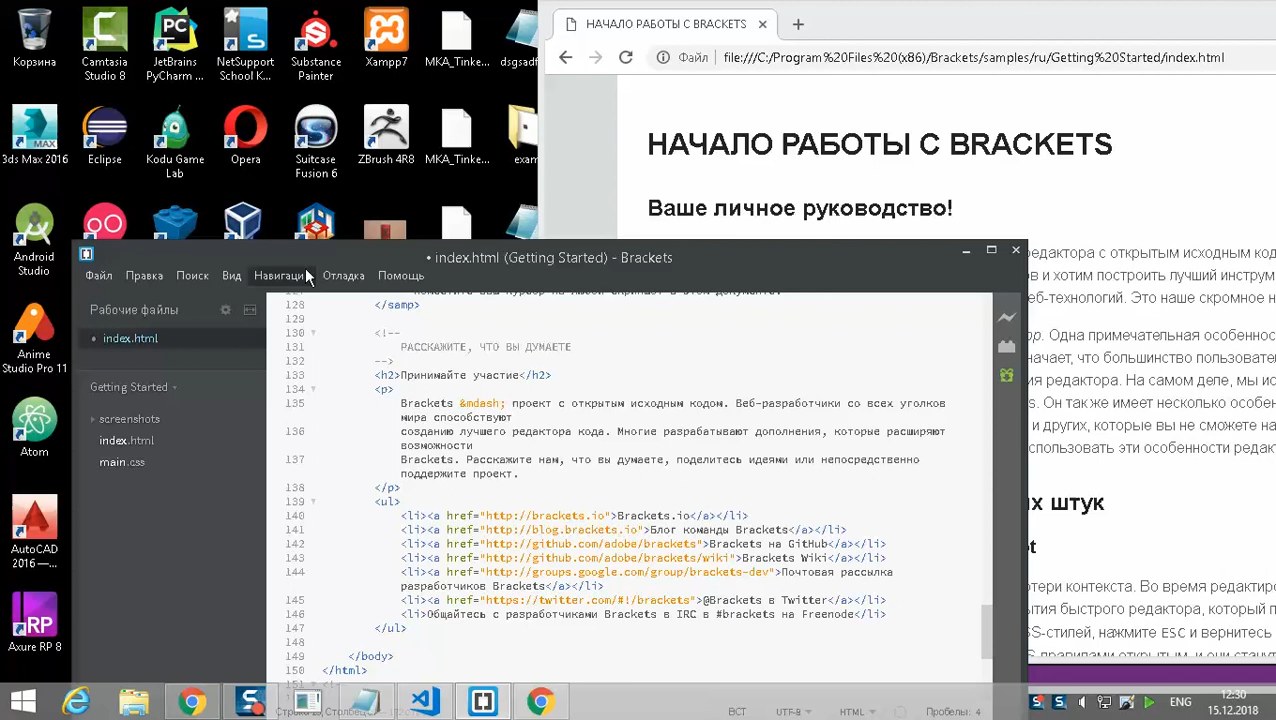 Корзина
Camtasia Studio 8
JetBrains PyCharm ...
NetSupport School K...
Substance Painter
Xampp7
MKA_Tinke...
dsgsadf...
3ds Max 2016
Eclipse
Kodu Game Lab
Opera
Suitcase Fusion 6
ZBrush 4R8
MKA_Tinke...
exam
Android Studio
Anime Studio Pro 11
Atom
AutoCAD 2016 —...
Axure RP 8
НАЧАЛО РАБОТЫ С BRACKETS
Файл file:///C:/Program%20Files%20(x86)/Brackets/samples/ru/Getting%20Started/index.html
НАЧАЛО РАБОТЫ С BRACKETS
Ваше личное руководство!
редактора с открытым исходным код
в и хотим построить лучший инструм
еб-технологий. Это наше скромное н
ор. Одна примечательная особеннос
начает, что большинство пользовате
ия редактора. На самом деле, мы ис
s. Он так же имеет несколько особен
и других, которые вы не сможете на
спользовать эти особенности редак
их штук
т
отери контекста. Во время редактир
ытия быстрого редактора, который п
SS-стилей, нажмите ESC и вернитесь
• index.html (Getting Started) - Brackets
Файл Правка Поиск Вид Навигаци Отладка Помощь
Рабочие файлы
• index.html
Getting Started
screenshots
index.html
main.css
128 </samp>
129
130 <!--
131 РАССКАЖИТЕ, ЧТО ВЫ ДУМАЕТЕ
132 -->
133 <h2>Принимайте участие</h2>
134 <p>
135 Brackets &mdash; проект с открытым исходным кодом. Веб-разработчики со всех уголков
мира способствуют
136 созданию лучшего редактора кода. Многие разрабатывают дополнения, которые расширяют
возможности
137 Brackets. Расскажите нам, что вы думаете, поделитесь идеями или непосредственно
поддержите проект.
138 </p>
139 <ul>
140 <li><a href="http://brackets.io">Brackets.io</a></li>
141 <li><a href="http://blog.brackets.io">Блог команды Brackets</a></li>
142 <li><a href="http://github.com/adobe/brackets">Brackets на GitHub</a></li>
143 <li><a href="http://github.com/adobe/brackets/wiki">Brackets Wiki</a></li>
144 <li><a href="http://groups.google.com/group/brackets-dev">Почтовая рассылка
разработчиков Brackets</a></li>
145 <li><a href="https://twitter.com/#!/brackets">@Brackets в Twitter</a></li>
146 <li>Общайтесь с разработчиками Brackets в IRC в #brackets на Freenode</li>
147 </ul>
148
149 </body>
150 </html>
151 <!
ВСТ UTF-8 HTML Пробелы: 4
ENG
12:30
15.12.2018